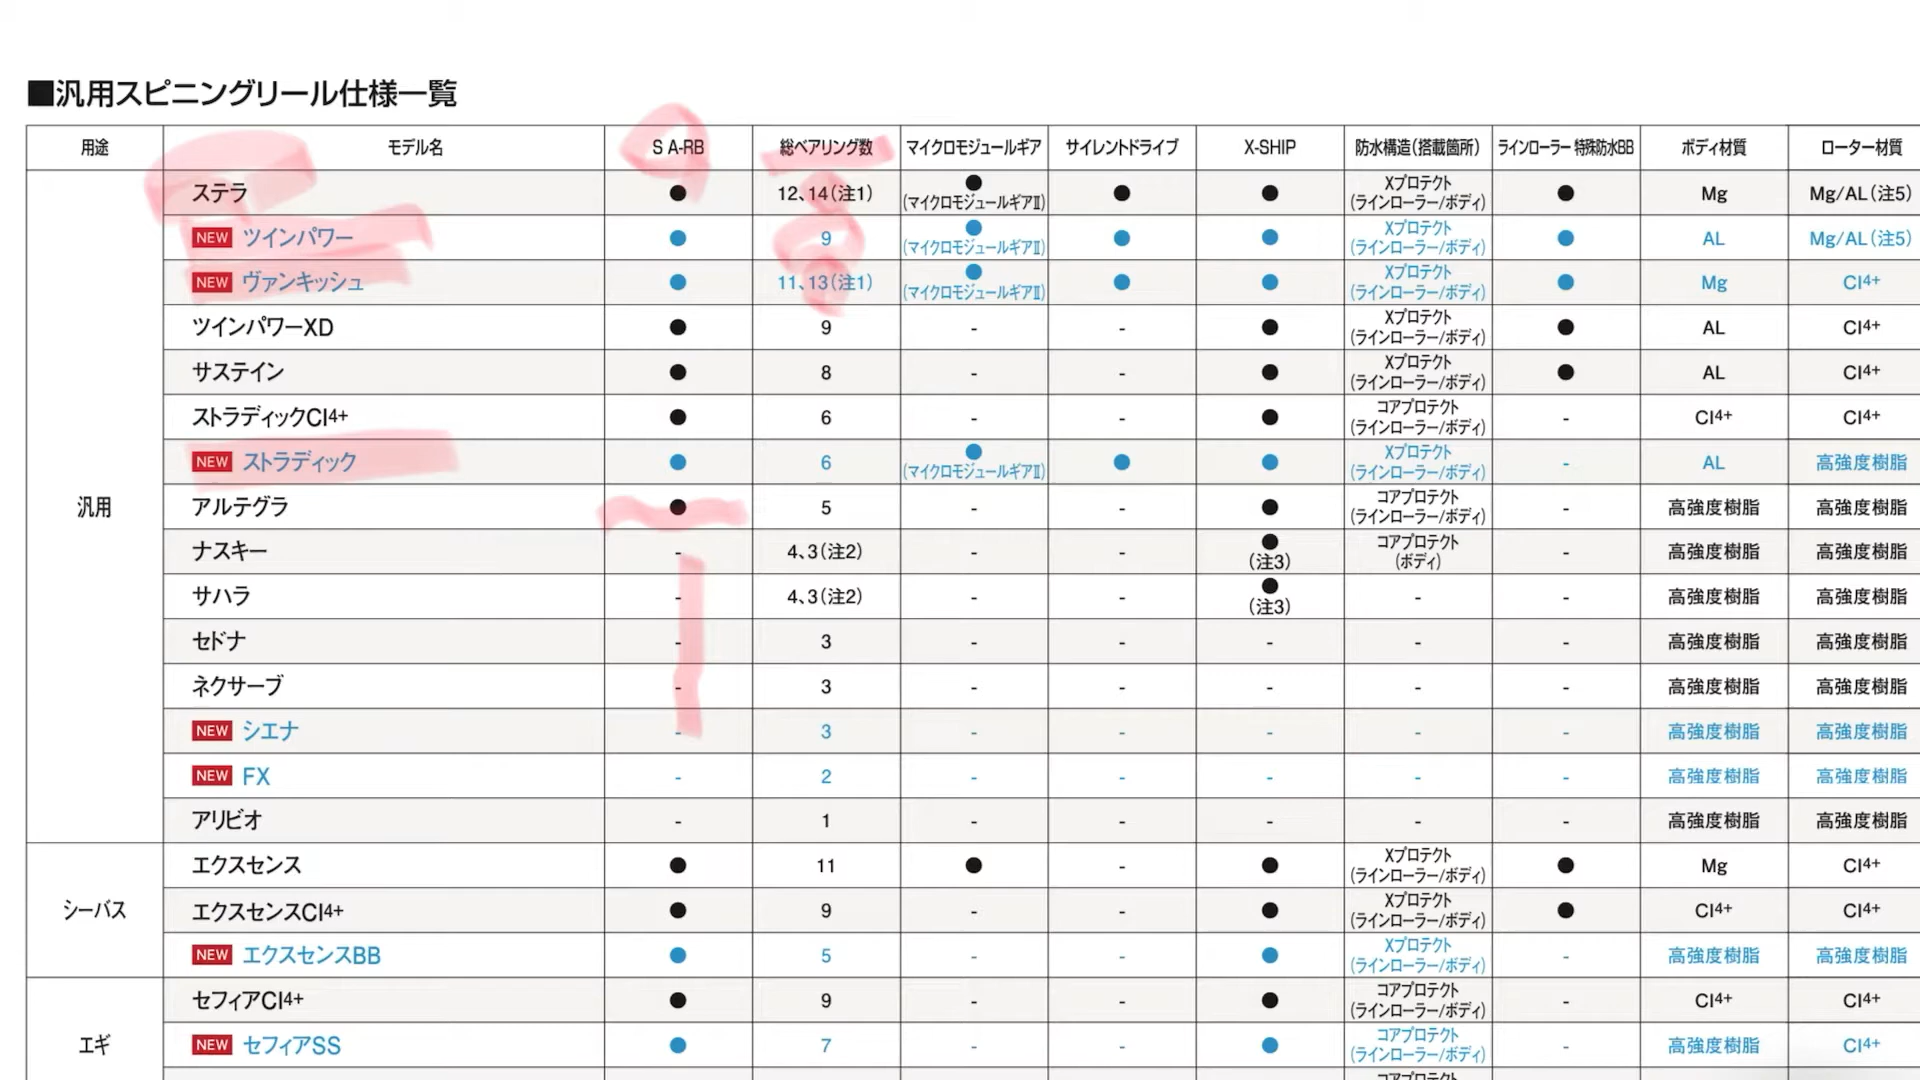 ■汎用スピニングリール仕様一覧
用途 モデル名 S A-RB 総ベアリング数 マイクロモジュールギア サイレントドライブ X-SHIP 防水構造(搭載箇所) ラインローラー 特殊防水BB ボディ材質 ローター材質
汎用
ステラ ● 12、14(注1) ●(マイクロモジュールギアⅡ) ● ● Xプロテクト(ラインローラー/ボディ) ● Mg Mg/AL(注5)
NEW ツインパワー ● 9 ●(マイクロモジュールギアⅡ) ● ● Xプロテクト(ラインローラー/ボディ) ● AL Mg/AL(注5)
NEW ヴァンキッシュ ● 11、13(注1) ●(マイクロモジュールギアⅡ) ● ● Xプロテクト(ラインローラー/ボディ) ● Mg CI4+
ツインパワーXD ● 9 - - ● Xプロテクト(ラインローラー/ボディ) ● AL CI4+
サステイン ● 8 - - ● Xプロテクト(ラインローラー/ボディ) ● AL CI4+
ストラディックCI4+ ● 6 - - ● コアプロテクト(ラインローラー/ボディ) - CI4+ CI4+
NEW ストラディック ● 6 ●(マイクロモジュールギアⅡ) ● ● Xプロテクト(ラインローラー/ボディ) - AL 高強度樹脂
アルテグラ ● 5 - - ● コアプロテクト(ラインローラー/ボディ) - 高強度樹脂 高強度樹脂
ナスキー - 4、3(注2) - - ●(注3) コアプロテクト(ボディ) - 高強度樹脂 高強度樹脂
サハラ - 4、3(注2) - - ●(注3) - - 高強度樹脂 高強度樹脂
セドナ - 3 - - - - - 高強度樹脂 高強度樹脂
ネクサーブ - 3 - - - - - 高強度樹脂 高強度樹脂
NEW シエナ - 3 - - - - - 高強度樹脂 高強度樹脂
NEW FX - 2 - - - - - 高強度樹脂 高強度樹脂
アリビオ - 1 - - - - - 高強度樹脂 高強度樹脂
シーバス
エクスセンス ● 11 ● - ● Xプロテクト(ラインローラー/ボディ) ● Mg CI4+
エクスセンスCI4+ ● 9 - - ● Xプロテクト(ラインローラー/ボディ) ● CI4+ CI4+
NEW エクスセンスBB ● 5 - - ● Xプロテクト(ラインローラー/ボディ) - 高強度樹脂 高強度樹脂
エギ
セフィアCI4+ ● 9 - - ● コアプロテクト(ラインローラー/ボディ) - CI4+ CI4+
NEW セフィアSS ● 7 - - ● コアプロテクト(ラインローラー/ボディ) - 高強度樹脂 CI4+